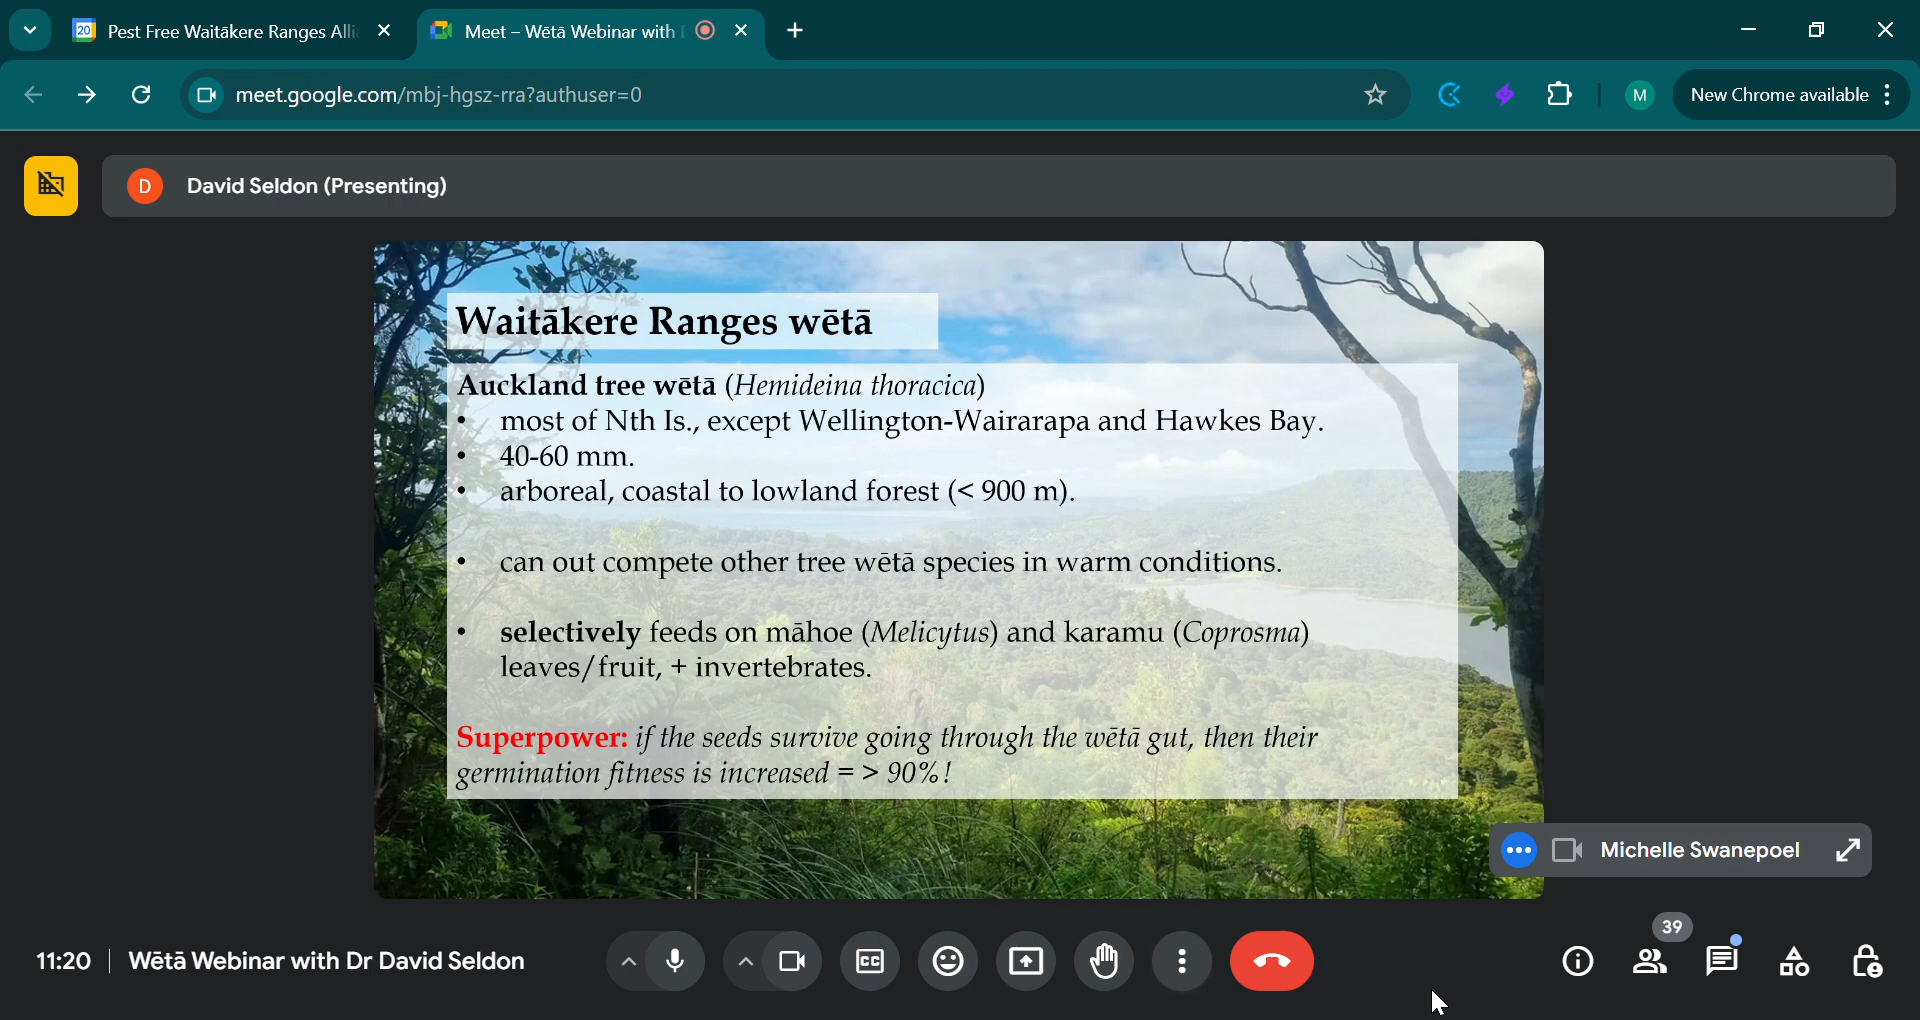 20
Pest Free Waitākere Ranges Alli
Meet – Wētā Webinar with
meet.google.com/mbj-hgsz-rra?authuser=0
M
New Chrome available
D
David Seldon (Presenting)
Waitākere Ranges wētā
Auckland tree wētā (Hemideina thoracica)
• most of Nth Is., except Wellington-Wairarapa and Hawkes Bay.
• 40-60 mm.
• arboreal, coastal to lowland forest (< 900 m).
• can out compete other tree wētā species in warm conditions.
• selectively feeds on māhoe (Melicytus) and karamu (Coprosma)
leaves/fruit, + invertebrates.
Superpower: if the seeds survive going through the wētā gut, then their
germination fitness is increased = > 90%!
Michelle Swanepoel
39
11:20
Wētā Webinar with Dr David Seldon
CC